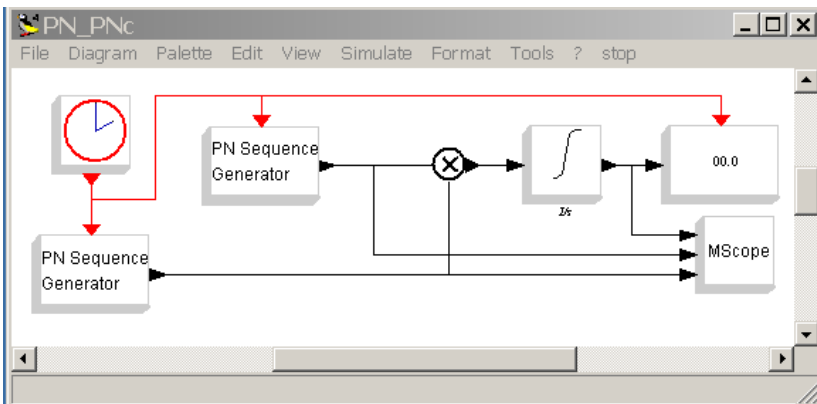 PN_PNc
File Diagram Palette Edit View Simulate Format Tools ? stop
PN Sequence
Generator
00.0
1/s
MScope
PN Sequence
Generator